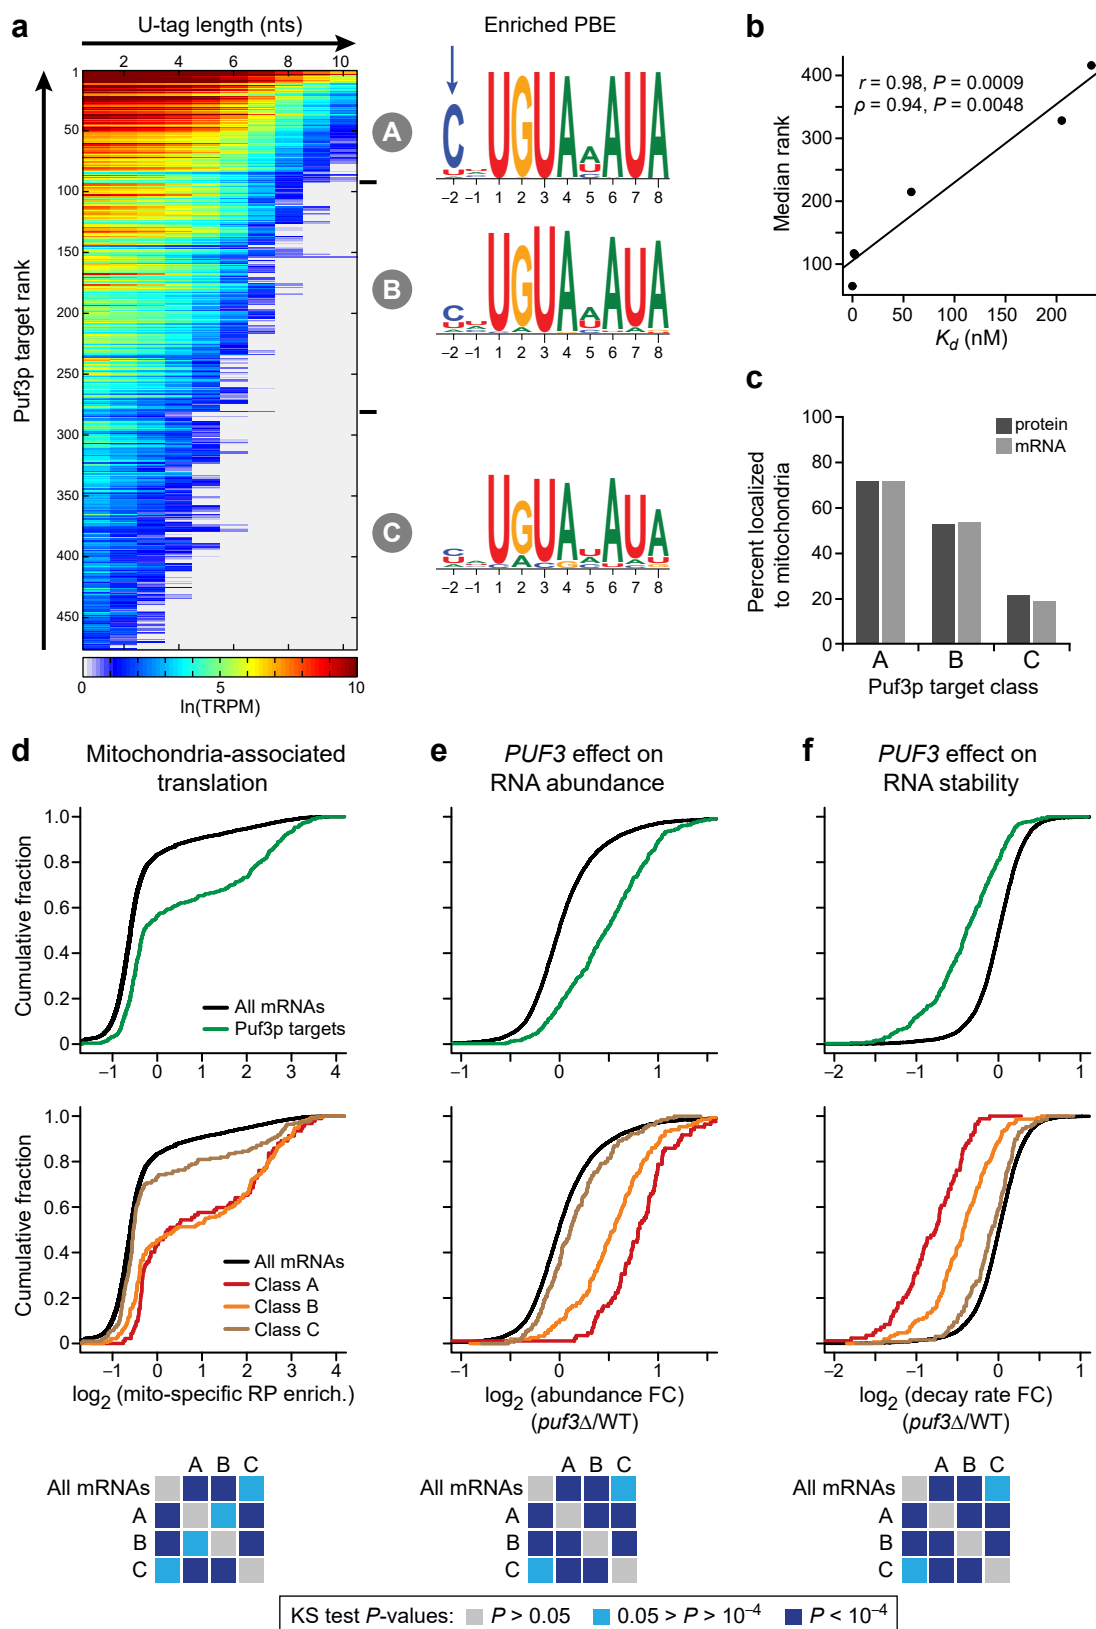 a
U-tag length (nts)
2 4 6 8 10
Puf3p target rank
1
50
100
150
200
250
300
350
400
450
0 5 10
ln(TRPM)
Enriched PBE
A
CUGUAAAUA
–2 –1 1 2 3 4 5 6 7 8
B
CUGUAAAUA
–2 –1 1 2 3 4 5 6 7 8
C
CUGUAUAUA
–2 –1 1 2 3 4 5 6 7 8
b
r = 0.98, P = 0.0009
ρ = 0.94, P = 0.0048
Median rank
400
300
200
100
0 50 100 150 200
Kd (nM)
c
Percent localized
to mitochondria
100
80
60
40
20
0
protein
mRNA
A B C
Puf3p target class
d
Mitochondria-associated
translation
Cumulative fraction
1.0
0.8
0.6
0.4
0.2
0
All mRNAs
Puf3p targets
–1 0 1 2 3 4
e
PUF3 effect on
RNA abundance
–1 0 1
f
PUF3 effect on
RNA stability
–2 –1 0 1
Cumulative fraction
1.0
0.8
0.6
0.4
0.2
0
All mRNAs
Class A
Class B
Class C
–1 0 1 2 3 4
log2 (mito-specific RP enrich.)
–1 0 1
log2 (abundance FC)
(puf3Δ/WT)
–2 –1 0 1
log2 (decay rate FC)
(puf3Δ/WT)
A B C
All mRNAs
A
B
C
A B C
All mRNAs
A
B
C
A B C
All mRNAs
A
B
C
KS test P-values: P > 0.05 0.05 > P > 10–4 P < 10–4